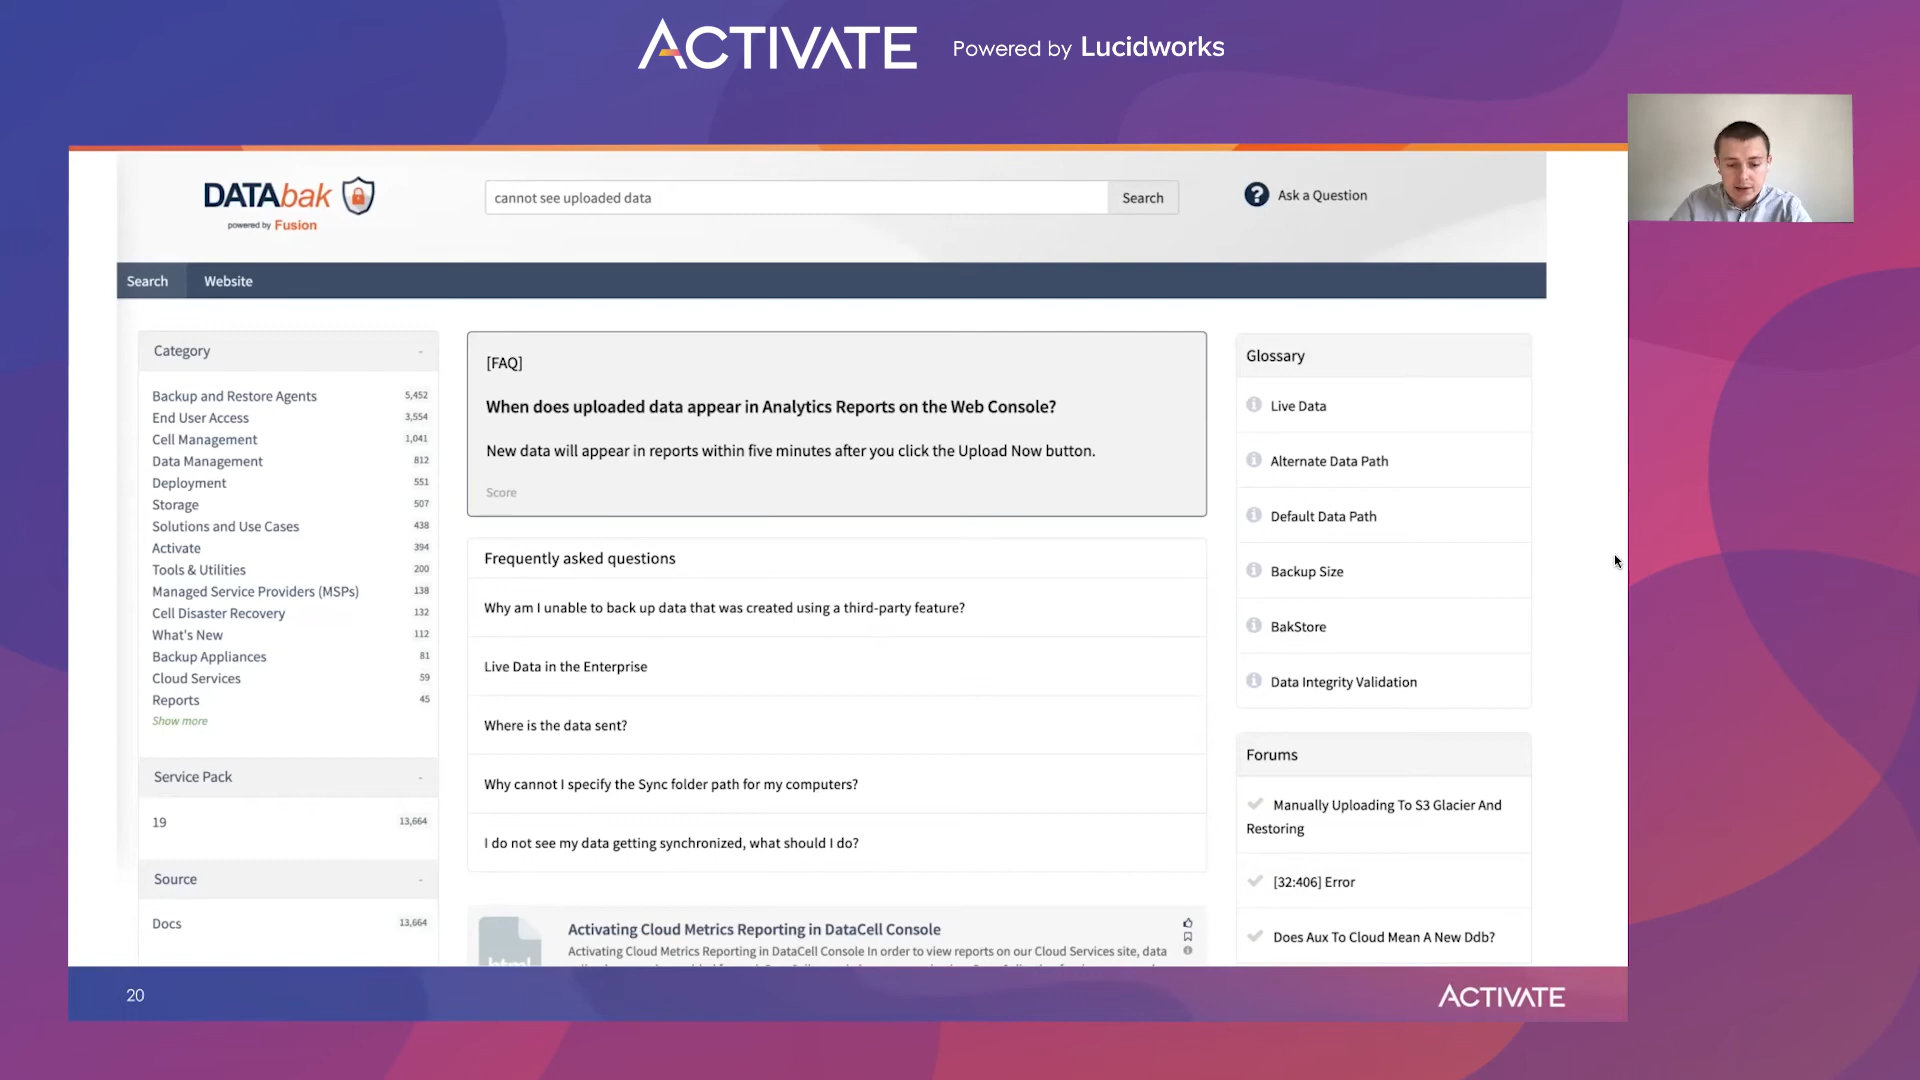 ACTIVATE Powered by Lucidworks
DATAbak
powered by Fusion
cannot see uploaded data
Search
? Ask a Question
Search Website
Category -
Backup and Restore Agents 5,452
End User Access 3,554
Cell Management 1,041
Data Management 812
Deployment 551
Storage 507
Solutions and Use Cases 438
Activate 394
Tools & Utilities 200
Managed Service Providers (MSPs) 138
Cell Disaster Recovery 132
What's New 112
Backup Appliances 81
Cloud Services 59
Reports 45
Show more
Service Pack -
19 13,664
Source -
Docs 13,664
[FAQ]
When does uploaded data appear in Analytics Reports on the Web Console?
New data will appear in reports within five minutes after you click the Upload Now button.
Score
Frequently asked questions
Why am I unable to back up data that was created using a third-party feature?
Live Data in the Enterprise
Where is the data sent?
Why cannot I specify the Sync folder path for my computers?
I do not see my data getting synchronized, what should I do?
html
Activating Cloud Metrics Reporting in DataCell Console
Activating Cloud Metrics Reporting in DataCell Console In order to view reports on our Cloud Services site, data
Glossary
Live Data
Alternate Data Path
Default Data Path
Backup Size
BakStore
Data Integrity Validation
Forums
Manually Uploading To S3 Glacier And
Restoring
[32:406] Error
Does Aux To Cloud Mean A New Ddb?
20
ACTIVATE